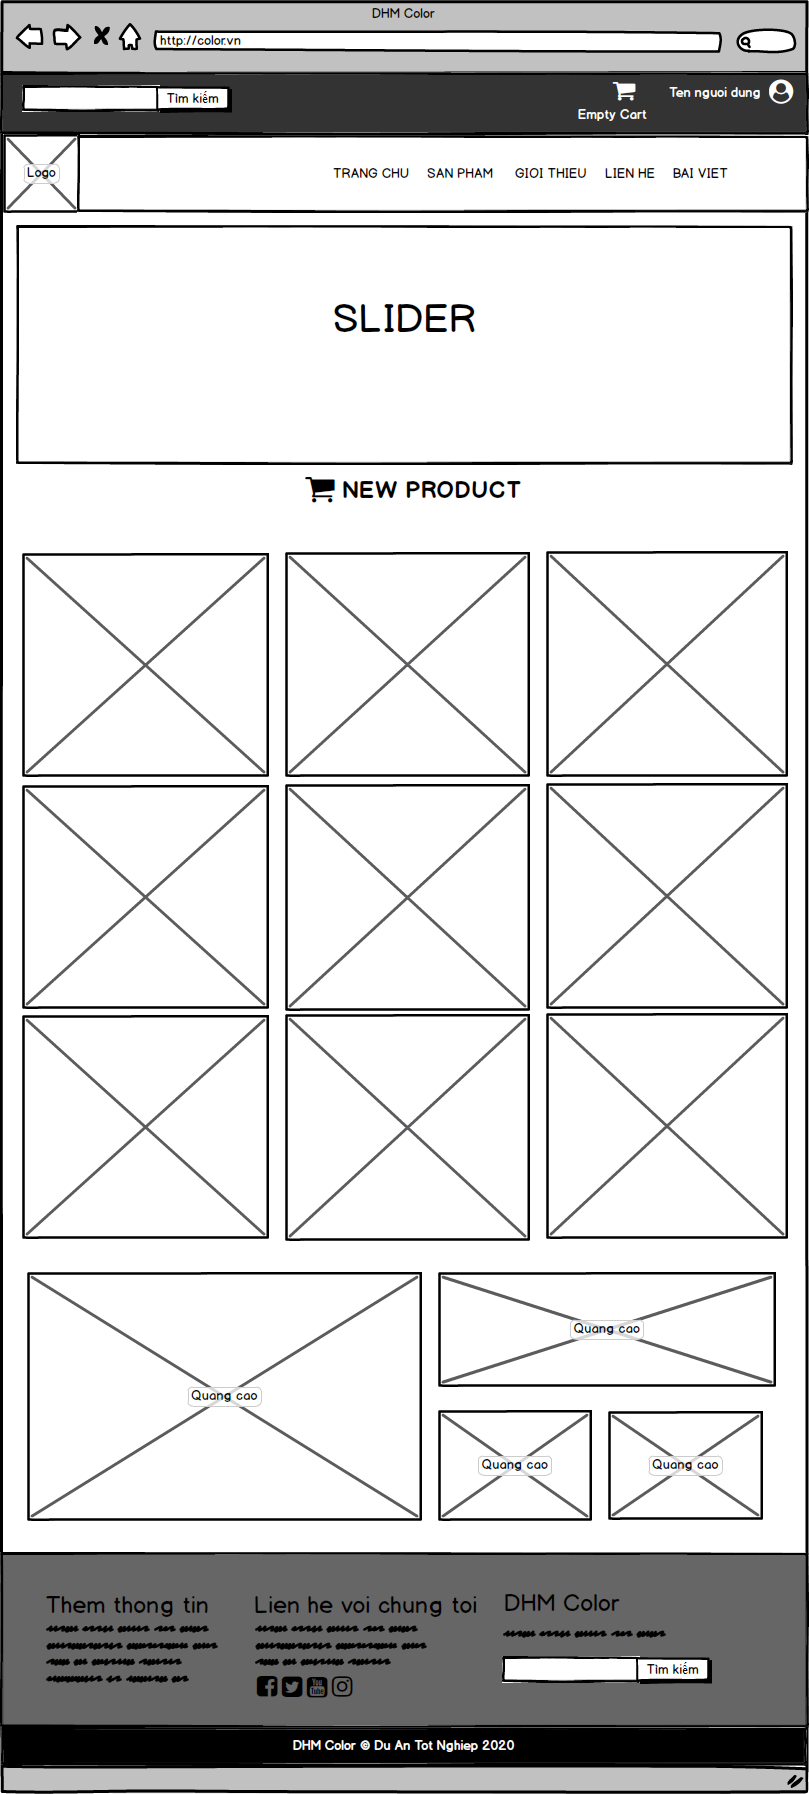 DHM Color
http://color.vn
Tìm kiếm
Empty Cart
Ten nguoi dung
Logo
TRANG CHU SAN PHAM GIOI THIEU LIEN HE BAI VIET
SLIDER
NEW PRODUCT
Quang cao
Quang cao
Quang cao
Quang cao
Them thong tin
Lien he voi chung toi
You Tube
DHM Color
Tìm kiếm
DHM Color © Du An Tot Nghiep 2020